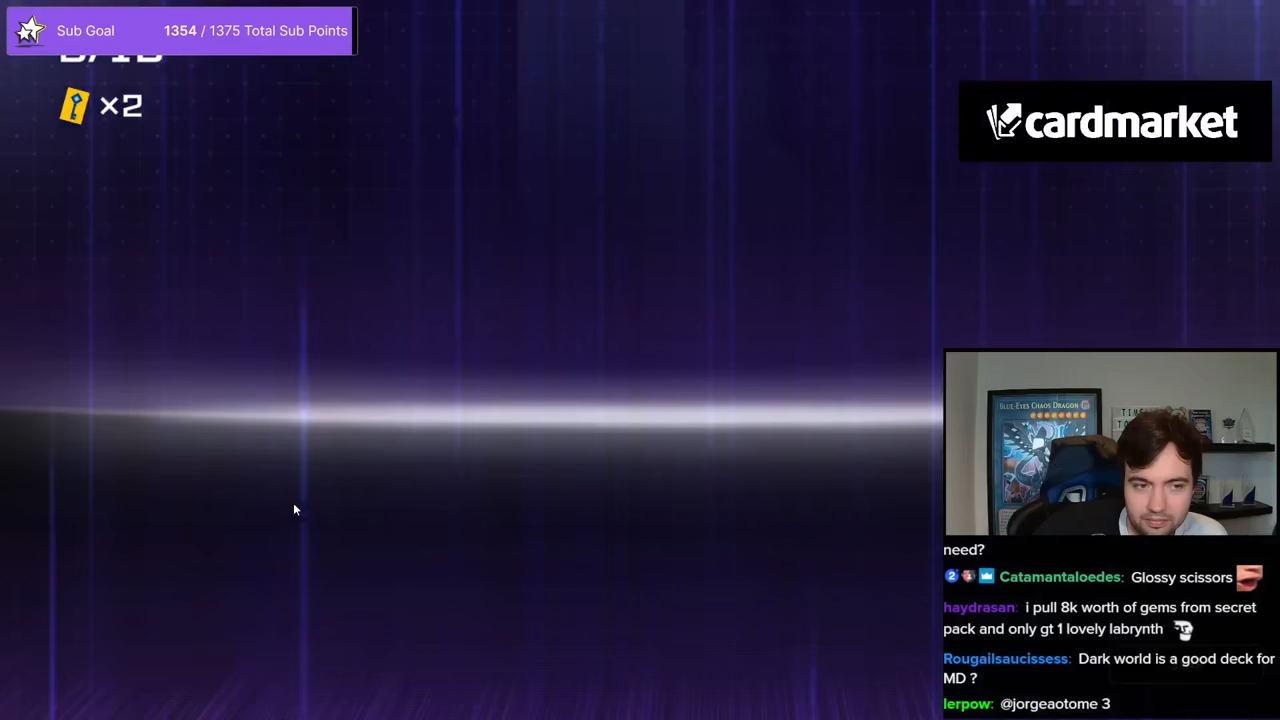 Sub Goal 1354 / 1375 Total Sub Points
×2
cardmarket
BLUE-EYES CHAOS DRAGON
need?
Catamantaloedes: Glossy scissors
haydrasan: i pull 8k worth of gems from secret
pack and only gt 1 lovely labrynth
Rougailsaucissess: Dark world is a good deck for
MD ?
lerpow: @jorgeaotome 3